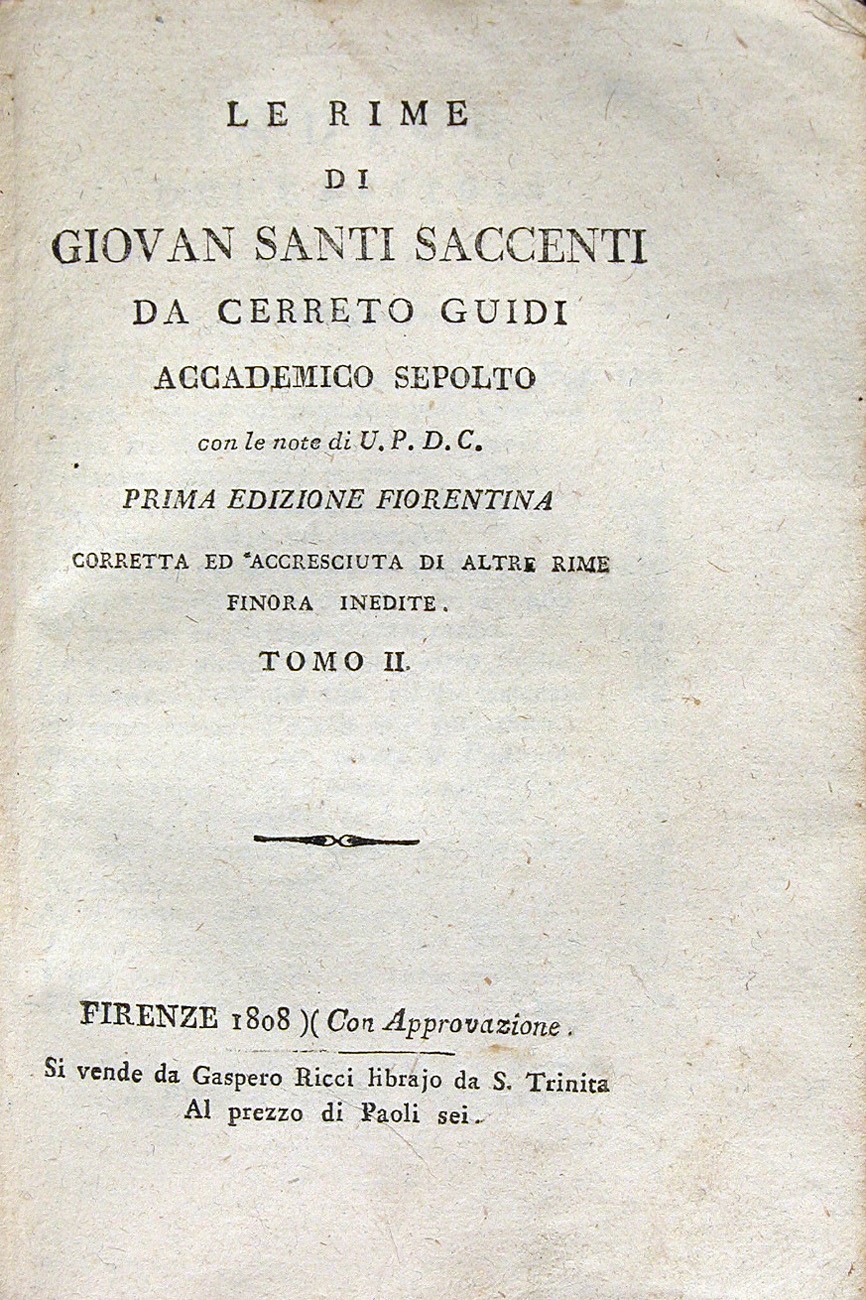 LE RIME
DI
GIOVAN SANTI SACCENTI
DA CERRETO GUIDI
ACCADEMICO SEPOLTO
con le note di U. P. D. C.
PRIMA EDIZIONE FIORENTINA
CORRETTA ED ACCRESCIUTA DI ALTRE RIME
FINORA INEDITE.
TOMO II.
FIRENZE 1808 )( Con Approvazione.
Si vende da Gaspero Ricci librajo da S. Trinita
Al prezzo di Paoli sei.